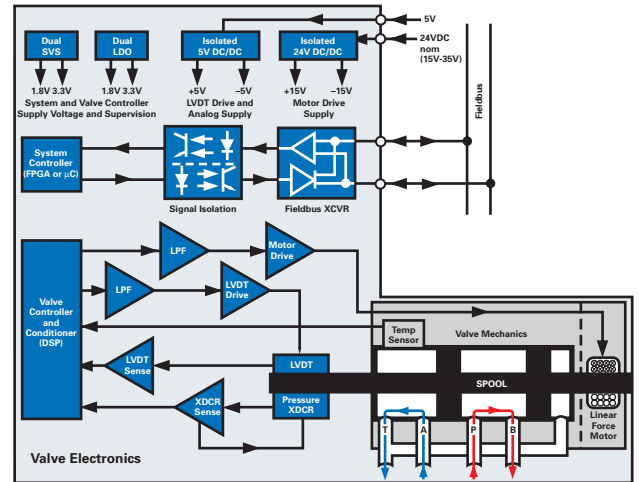 Dual
SVS
Dual
LDO
Isolated
5V DC/DC
Isolated
24V DC/DC
5V
24VDC
nom
(15V-35V)
1.8V 3.3V
1.8V 3.3V
+5V
–5V
+15V
–15V
System and Valve Controller
Supply Voltage and Supervision
LVDT Drive and
Analog Supply
Motor Drive
Supply
Fieldbus
System
Controller
(FPGA or µC)
Signal Isolation
Fieldbus XCVR
LPF
Motor
Drive
LPF
LVDT
Drive
Valve
Controller
and
Conditioner
(DSP)
Temp
Sensor
Valve Mechanics
LVDT
Sense
LVDT
SPOOL
XDCR
Sense
Pressure
XDCR
Linear
Force
Motor
T
A
P
B
Valve Electronics